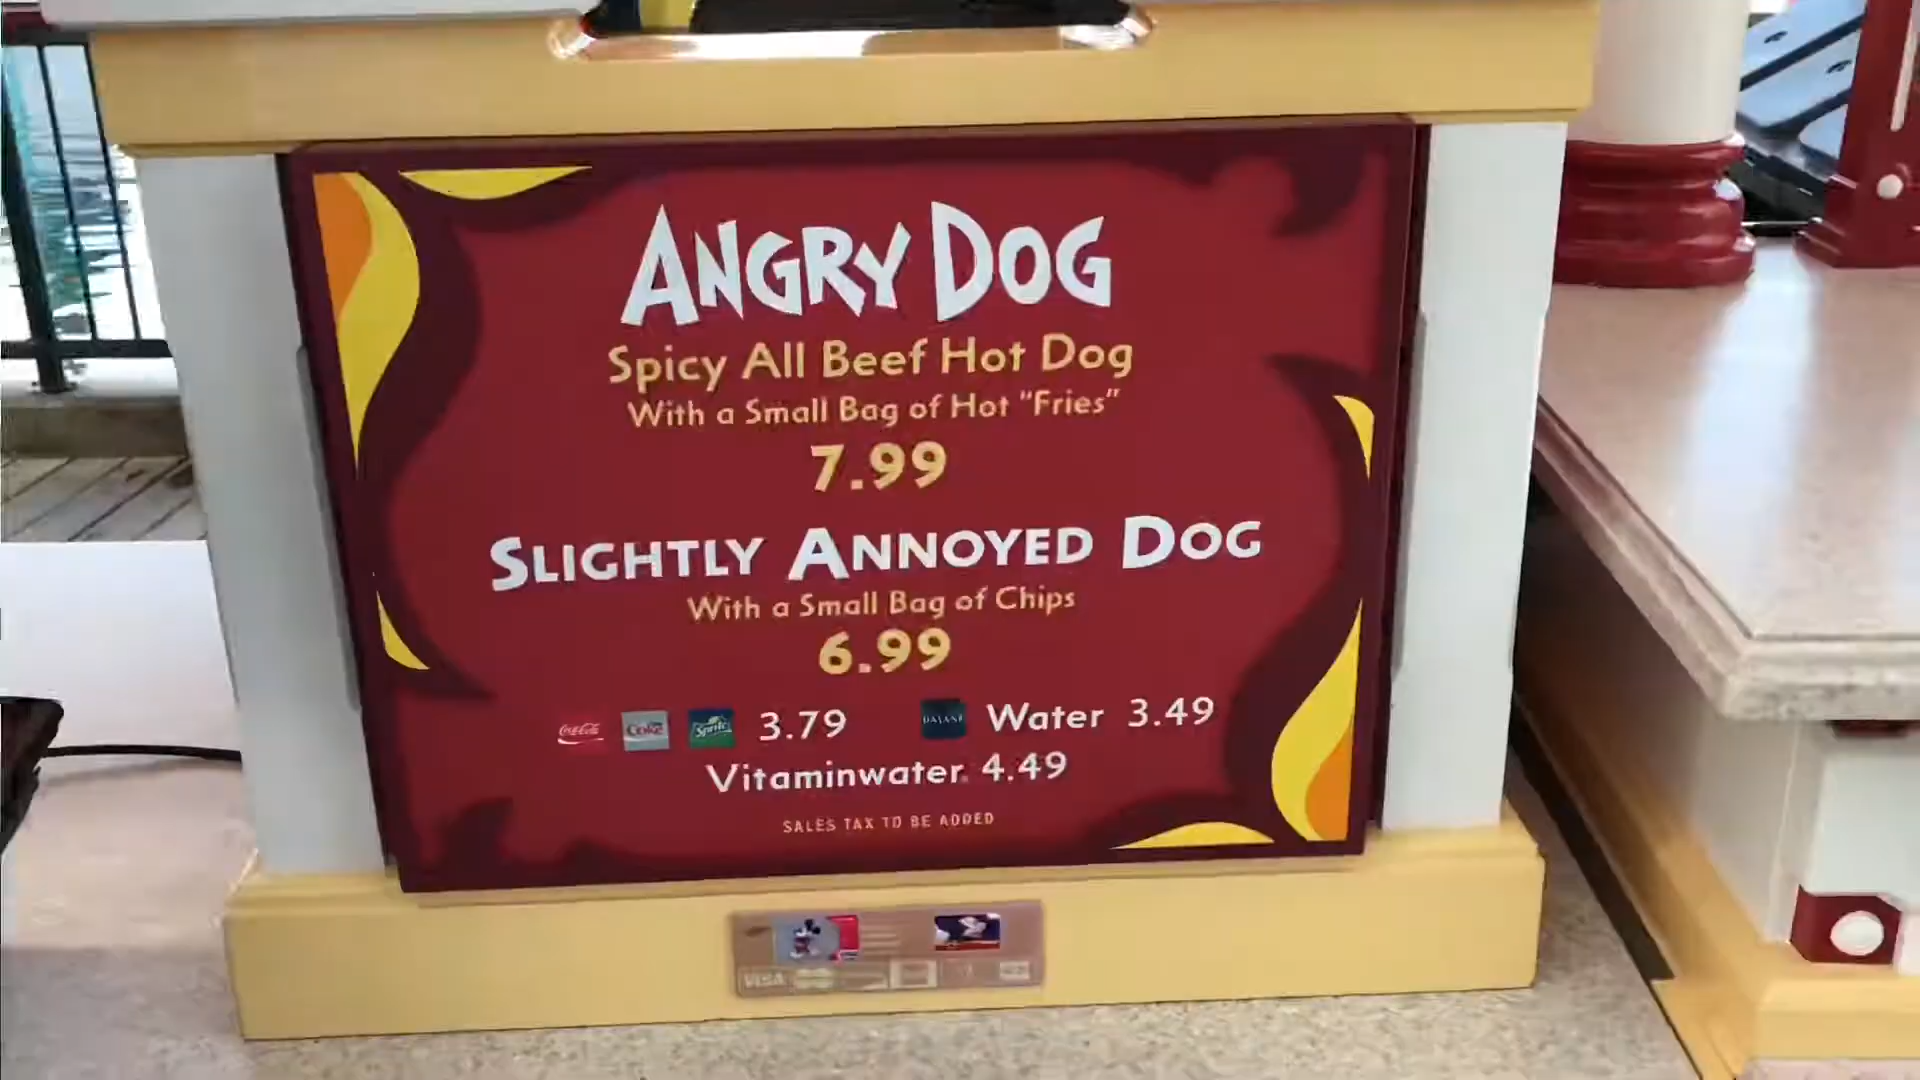 ANGRY DOG
Spicy All Beef Hot Dog
With a Small Bag of Hot "Fries"
7.99
SLIGHTLY ANNOYED DOG
With a Small Bag of Chips
6.99
Coca-Cola Coke Sprite 3.79 DASANI Water 3.49
Vitaminwater 4.49
SALES TAX TO BE ADDED
VISA